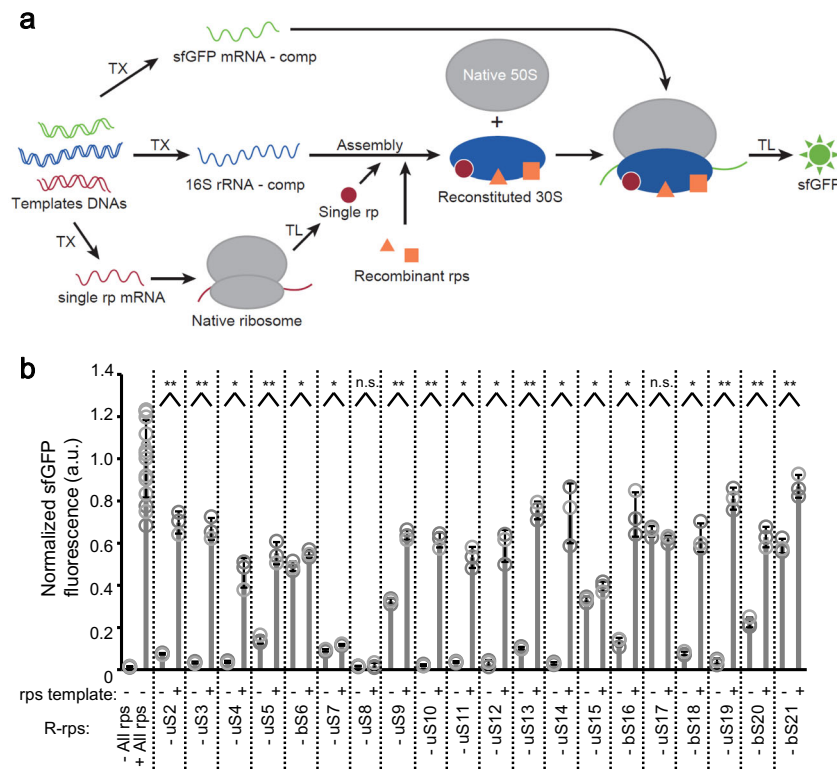 a
TX
sfGFP mRNA - comp
Native 50S
+
TX
Assembly
TL
Templates DNAs
16S rRNA - comp
Single rp
Reconstituted 30S
sfGFP
TX
TL
Recombinant rps
single rp mRNA
Native ribosome
b
Normalized sfGFP
fluorescence (a.u.)
1.4
1.2
1.0
0.8
0.6
0.4
0.2
0
** ** * ** * * n.s. ** ** * * ** * * * n.s. * ** ** **
rps template: - - - + - + - + - + - + - + - + - + - + - + - + - + - + - + - + - + - + - + - + - +
R-rps:
- All rps
+ All rps
- uS2
- uS3
- uS4
- uS5
- bS6
- uS7
- uS8
- uS9
- uS10
- uS11
- uS12
- uS13
- uS14
- uS15
- bS16
- uS17
- bS18
- uS19
- bS20
- bS21